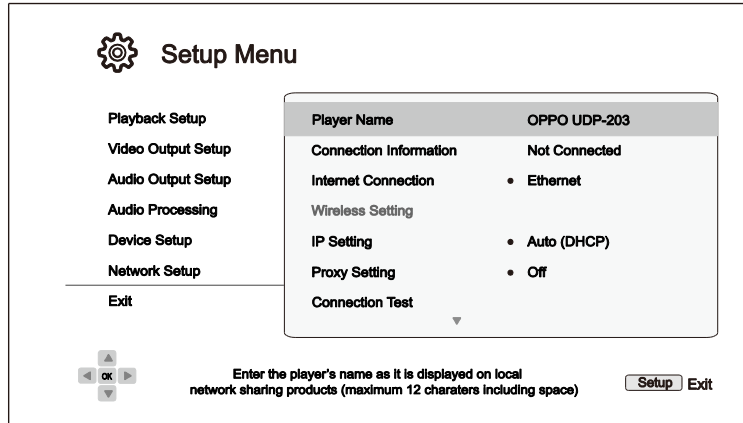 Setup Menu
Playback Setup
Video Output Setup
Audio Output Setup
Audio Processing
Device Setup
Network Setup
Exit
Player Name OPPO UDP-203
Connection Information Not Connected
Internet Connection • Ethernet
Wireless Setting
IP Setting • Auto (DHCP)
Proxy Setting • Off
Connection Test
OK
Enter the player's name as it is displayed on local
network sharing products (maximum 12 charaters including space)
Setup Exit